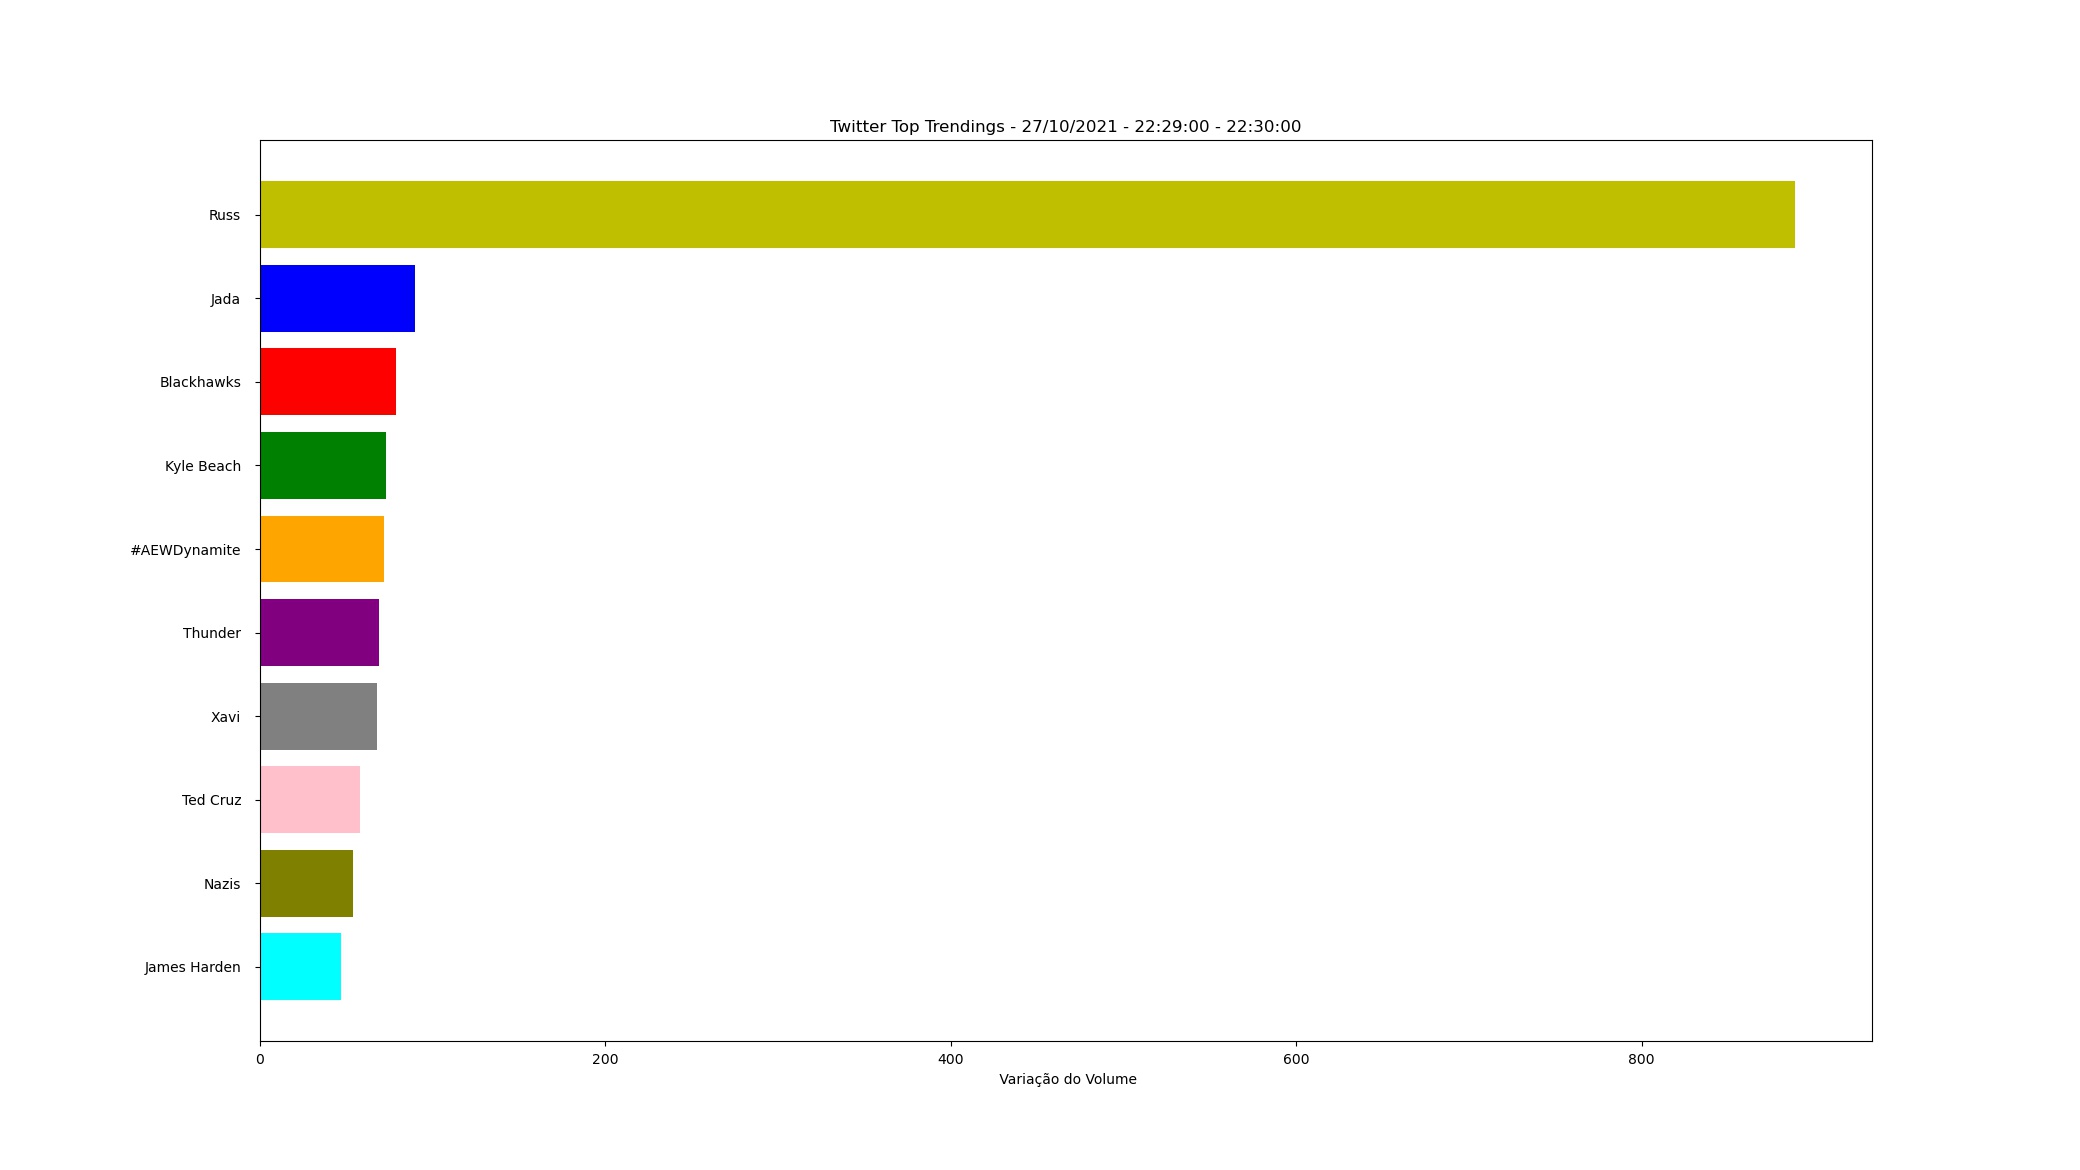 Twitter Top Trendings - 27/10/2021 - 22:29:00 - 22:30:00
Russ
Jada
Blackhawks
Kyle Beach
#AEWDynamite
Thunder
Xavi
Ted Cruz
Nazis
James Harden
0 200 400 600 800
Variação do Volume